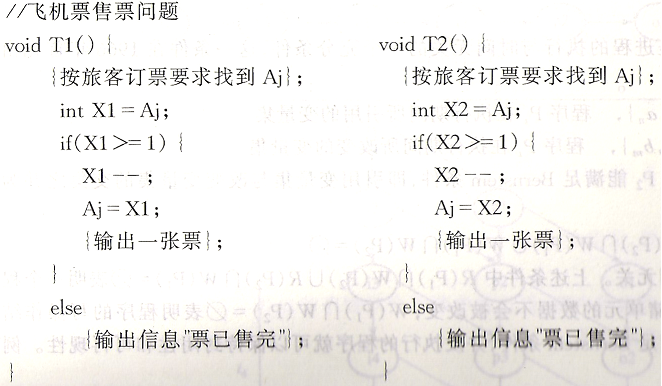 //飞机票售票问题
void T1() {
{按旅客订票要求找到 Aj};
int X1=Aj;
if(X1>=1) {
X1--;
Aj=X1;
{输出一张票};
}
else
{输出信息"票已售完"};
}
void T2() {
{按旅客订票要求找到 Aj};
int X2=Aj;
if(X2>=1) {
X2--;
Aj=X2;
{输出一张票};
}
else
{输出信息"票已售完"};
}